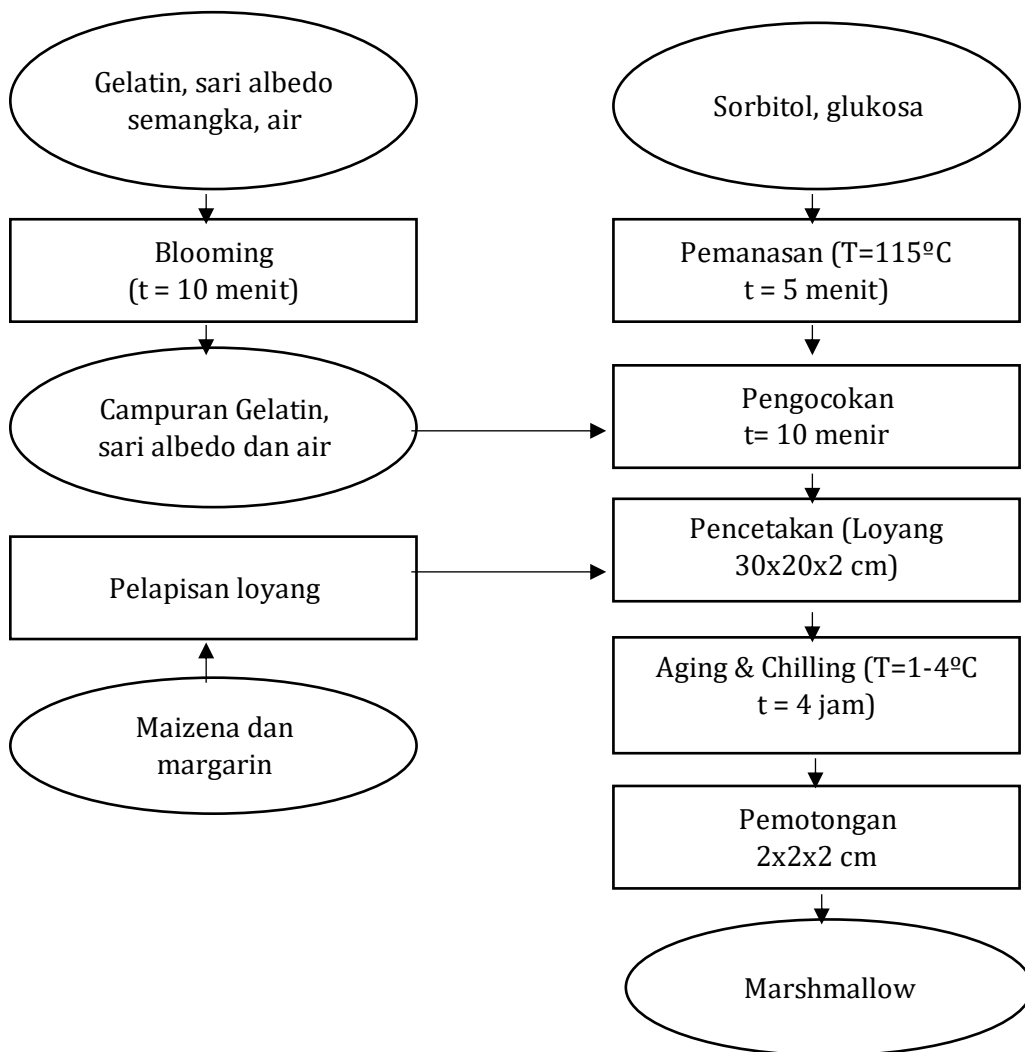 Gelatin, sari albedo
semangka, air
Sorbitol, glukosa
Blooming
(t = 10 menit)
Pemanasan (T=115ºC
t = 5 menit)
Campuran Gelatin,
sari albedo dan air
Pengocokan
t= 10 menir
Pelapisan loyang
Pencetakan (Loyang
30x20x2 cm)
Maizena dan
margarin
Aging & Chilling (T=1-4ºC
t = 4 jam)
Pemotongan
2x2x2 cm
Marshmallow